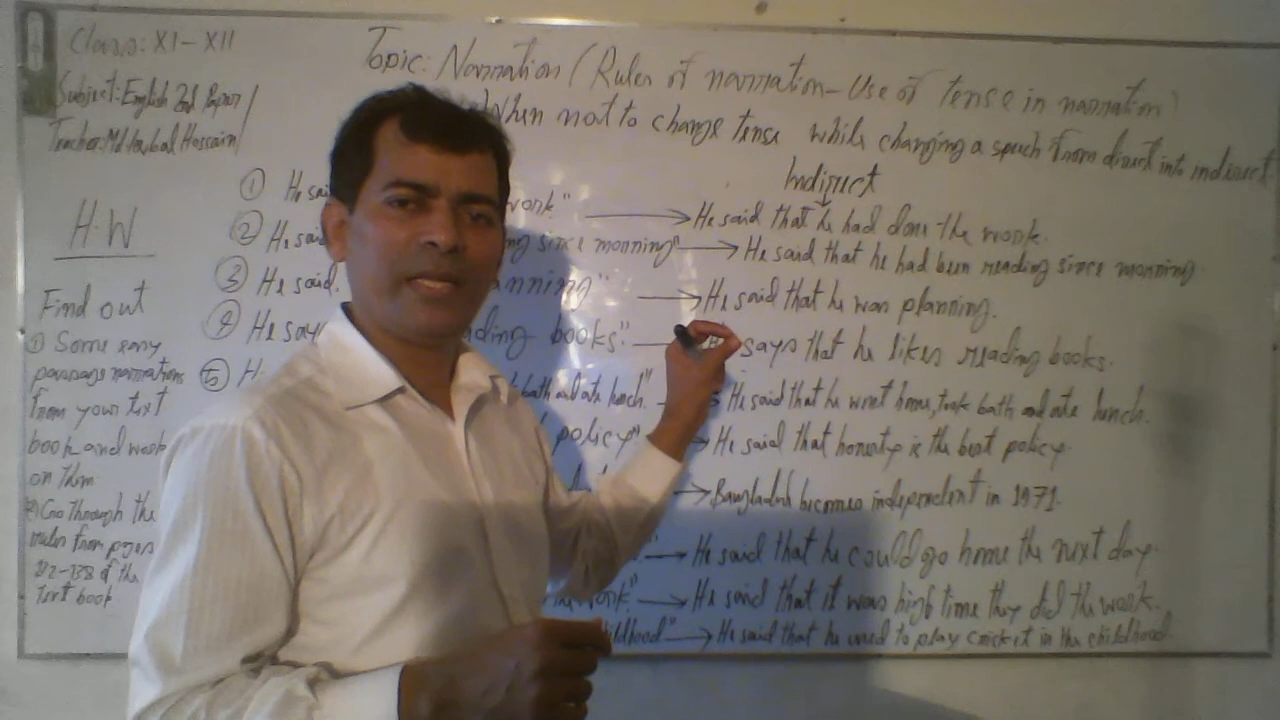 Class: XI-XII
Subject: English 2nd Paper
Teacher: Md. Hossain
Topic: Narration (Rules of narration-Use of tense in narration)
When not to change tense while changing a speech from direct into indirect
Indirect
① He said work" → He said that he had done the work.
② He said since morning" → He said that he had been reading since morning.
③ He said, planning" → He said that he was planning.
④ He says reading books." → He says that he likes reading books.
⑤ H bath and ate lunch." → He said that he went home, took bath and ate lunch.
policy" → He said that honesty is the best policy.
→ Bangladesh becomes independent in 1971.
→ He said that he could go home the next day.
work." → He said that it was high time they did the work.
childhood" → He said that he used to play cricket in the childhood
H.W
Find out
① Some easy
passage narrations
from your text
book and work
on them.
② Go through the
rules from pages
of the
text book